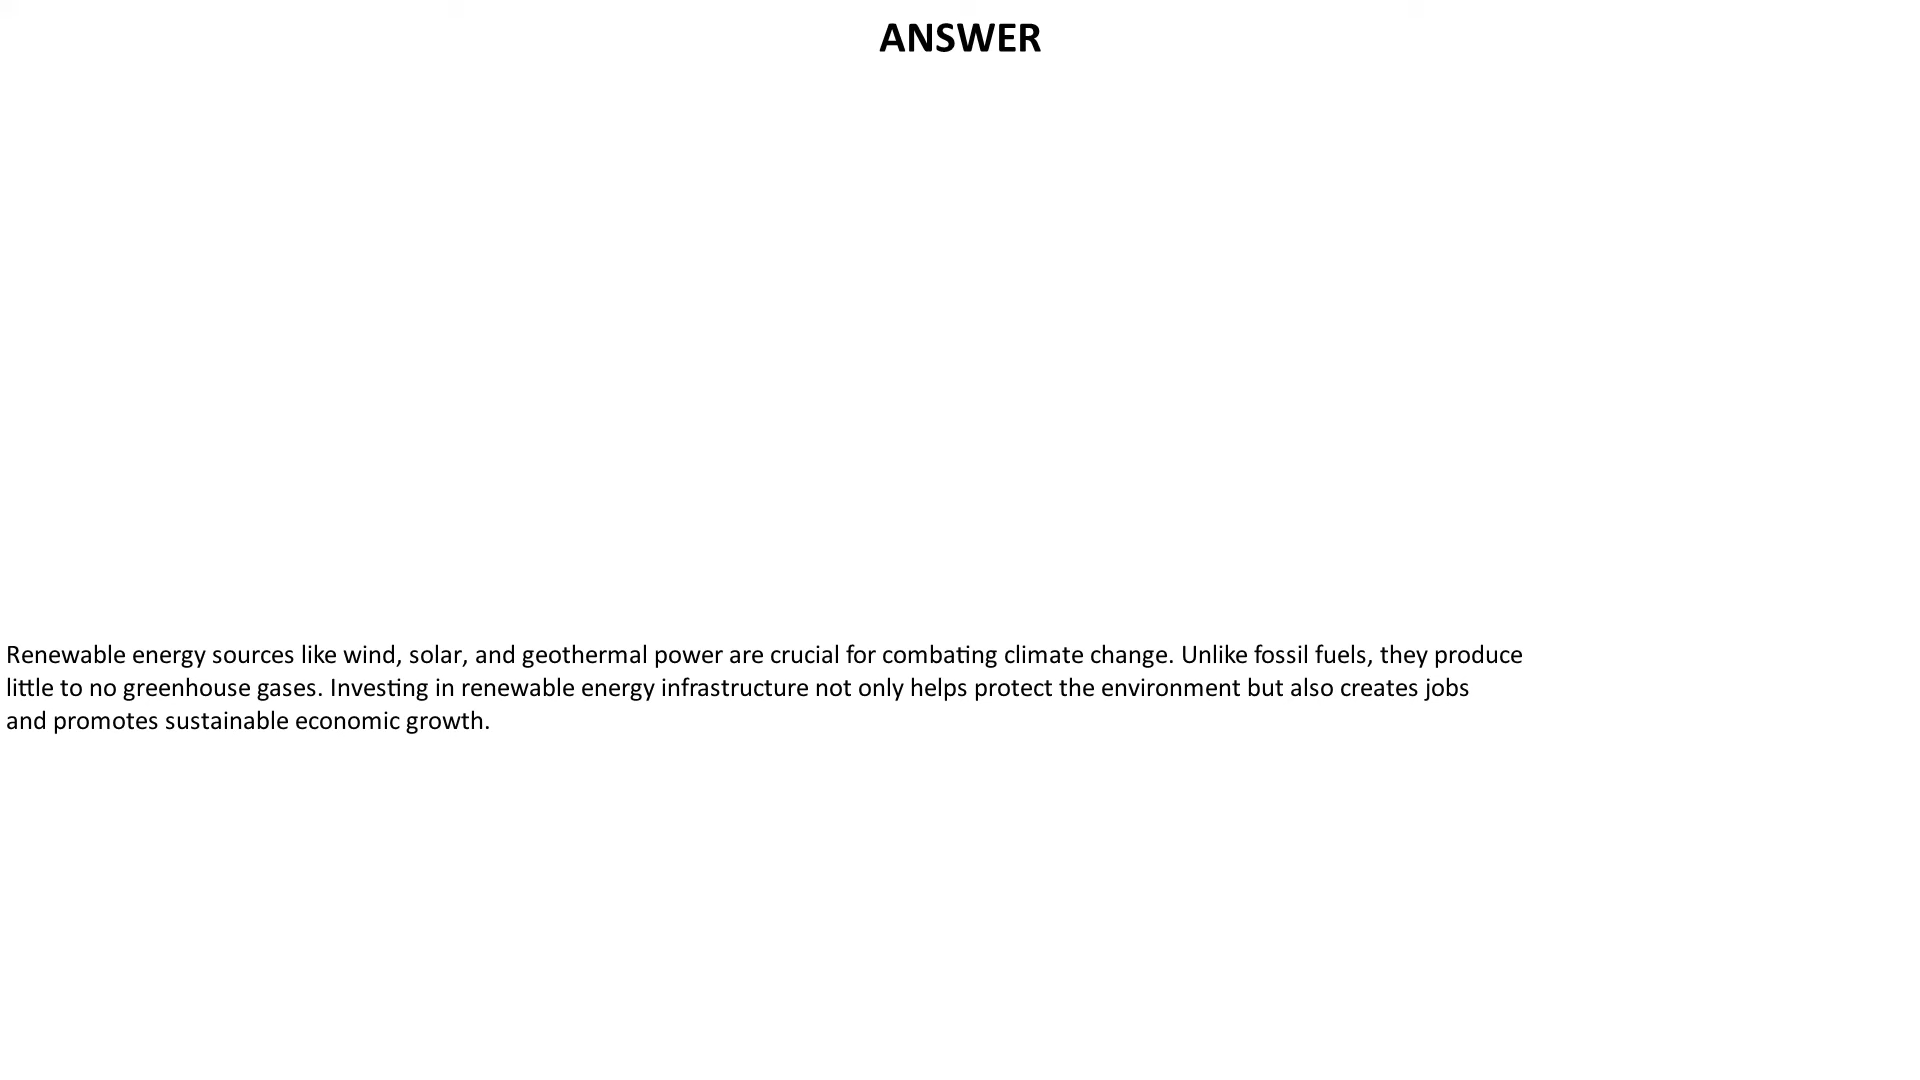 ANSWER
Renewable energy sources like wind, solar, and geothermal power are crucial for combating climate change. Unlike fossil fuels, they produce
little to no greenhouse gases. Investing in renewable energy infrastructure not only helps protect the environment but also creates jobs
and promotes sustainable economic growth.